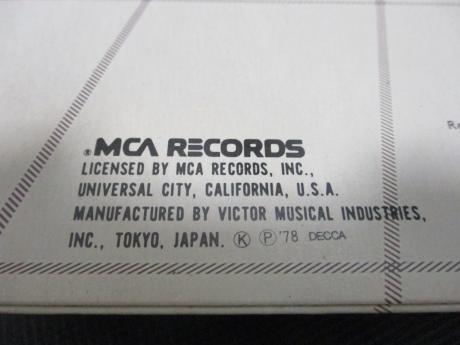 ® MCA RECORDS
LICENSED BY MCA RECORDS, INC.,
UNIVERSAL CITY, CALIFORNIA, U.S.A.
MANUFACTURED BY VICTOR MUSICAL INDUSTRIES,
INC., TOKYO, JAPAN. Ⓚ Ⓟ '78 DECCA